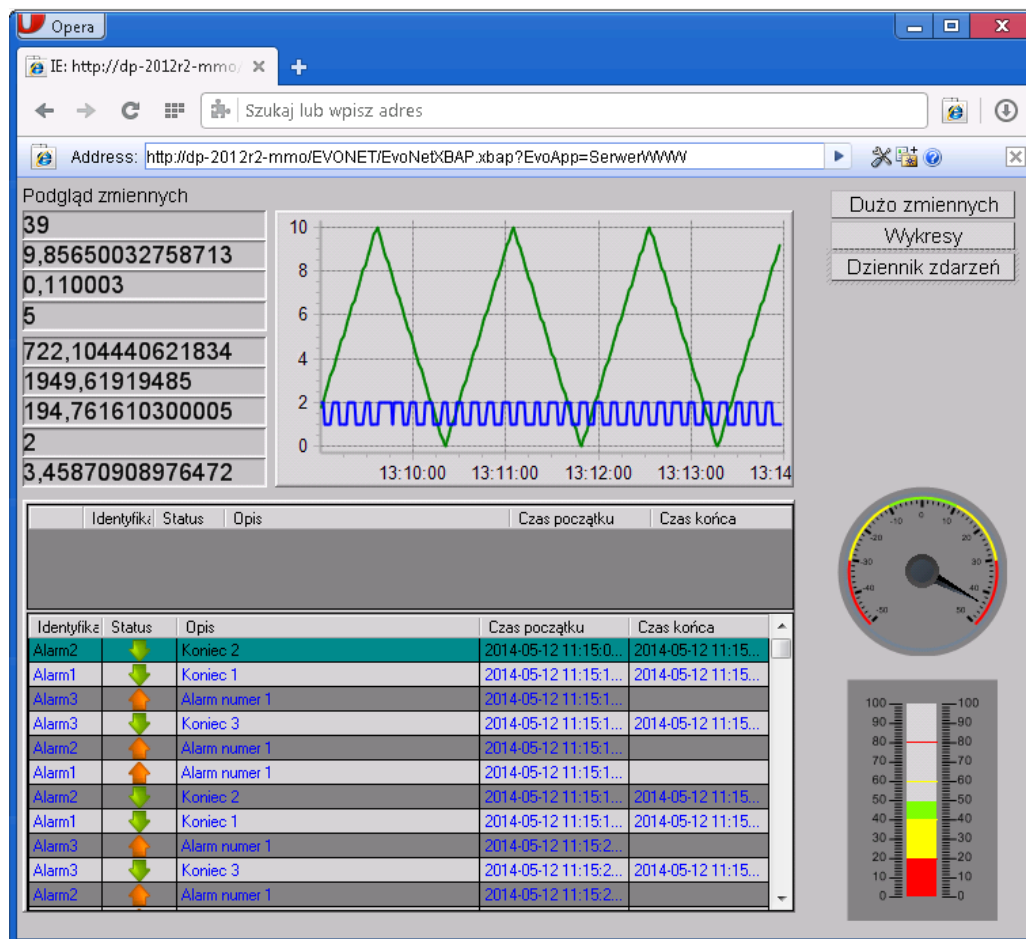 Opera
IE: http://dp-2012r2-mmo/
Szukaj lub wpisz adres
Address: http://dp-2012r2-mmo/EVONET/EvoNetXBAP.xbap?EvoApp=SerwerWWW
Podgląd zmiennych
39
9,85650032758713
0,110003
5
722,104440621834
1949,61919485
194,761610300005
2
3,45870908976472
10
8
6
4
2
0
13:10:00 13:11:00 13:12:00 13:13:00 13:14
Dużo zmiennych
Wykresy
Dziennik zdarzeń
Identyfika Status Opis Czas początku Czas końca
Identyfika Status Opis Czas początku Czas końca
Alarm2 Koniec 2 2014-05-12 11:15:0... 2014-05-12 11:15...
Alarm1 Koniec 1 2014-05-12 11:15:1... 2014-05-12 11:15...
Alarm3 Alarm numer 1 2014-05-12 11:15:1...
Alarm3 Koniec 3 2014-05-12 11:15:1... 2014-05-12 11:15...
Alarm2 Alarm numer 1 2014-05-12 11:15:1...
Alarm1 Alarm numer 1 2014-05-12 11:15:1...
Alarm2 Koniec 2 2014-05-12 11:15:1... 2014-05-12 11:15...
Alarm1 Koniec 1 2014-05-12 11:15:1... 2014-05-12 11:15...
Alarm3 Alarm numer 1 2014-05-12 11:15:2...
Alarm3 Koniec 3 2014-05-12 11:15:2... 2014-05-12 11:15...
Alarm2 Alarm numer 1 2014-05-12 11:15:2...
-50 -40 -30 -20 -10 0 10 20 30 40 50
100 100
90 90
80 80
70 70
60 60
50 50
40 40
30 30
20 20
10 10
0 0